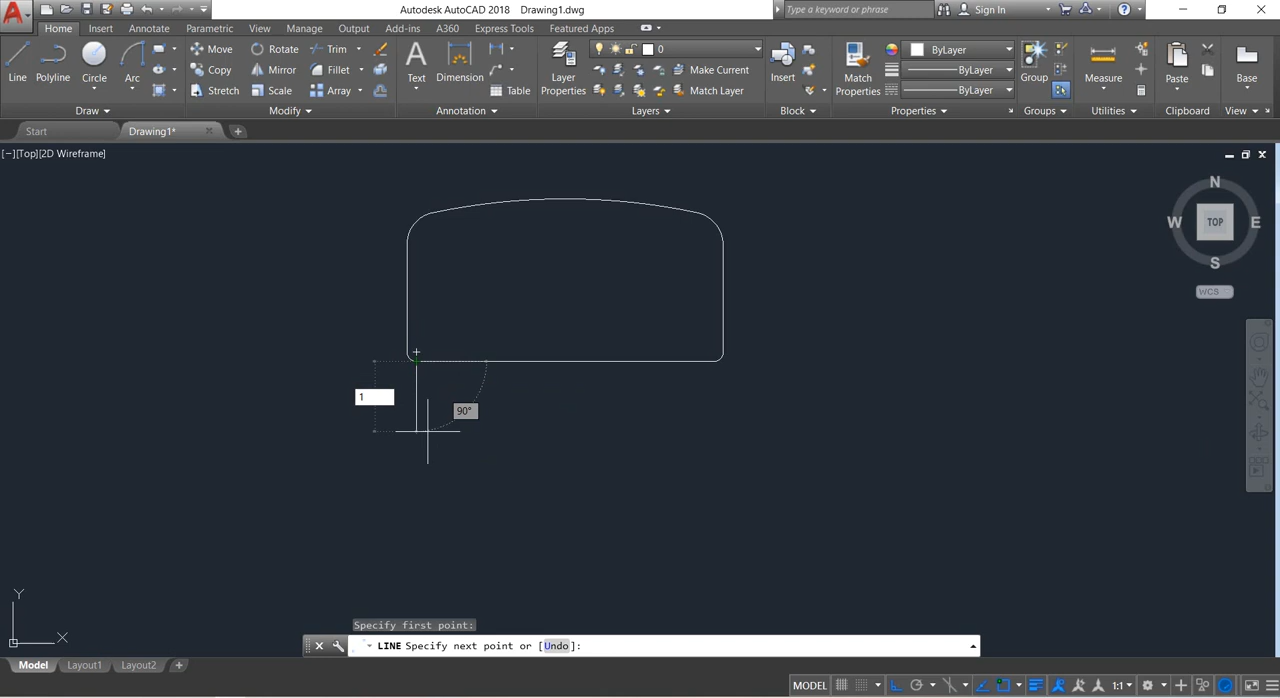 Autodesk AutoCAD 2018 Drawing1.dwg
Type a keyword or phrase
Sign In
Home Insert Annotate Parametric View Manage Output Add-ins A360 Express Tools Featured Apps
Line Polyline Circle Arc
Move Rotate Trim
Copy Mirror Fillet
Stretch Scale Array
Text Dimension
Table
Layer Properties
0
Make Current
Match Layer
Insert
Match Properties
ByLayer
ByLayer
ByLayer
Group
Measure
Paste
Base
Draw Modify Annotation Layers Block Properties Groups Utilities Clipboard View
Start Drawing1*
[−][Top][2D Wireframe]
N
W TOP E
S
WCS
1
90°
Y
X
Specify first point:
LINE Specify next point or [Undo]:
Model Layout1 Layout2
MODEL 1:1